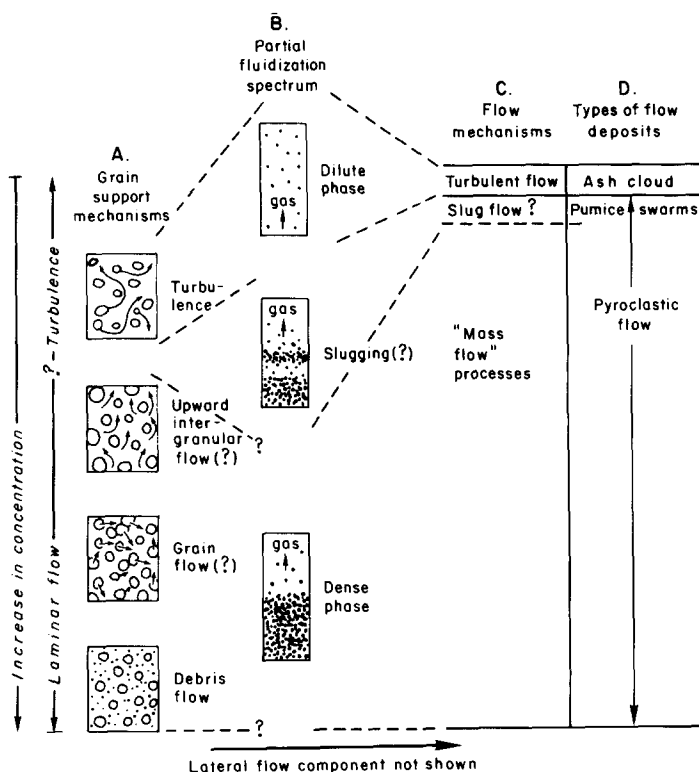 B.
Partial
fluidization
spectrum
C.
Flow
mechanisms
D.
Types of flow
deposits
A.
Grain
support
mechanisms
gas
Dilute
phase
Turbulent flow
Ash cloud
Slug flow ?
Pumice swarms
Turbu-
lence
gas
Slugging(?)
"Mass
flow"
processes
Pyroclastic
flow
Upward
inter-
granular
flow(?)
?
Grain
flow(?)
gas
Dense
phase
Debris
flow
?
Increase in concentration
Laminar flow
?-Turbulence
Lateral flow component not shown